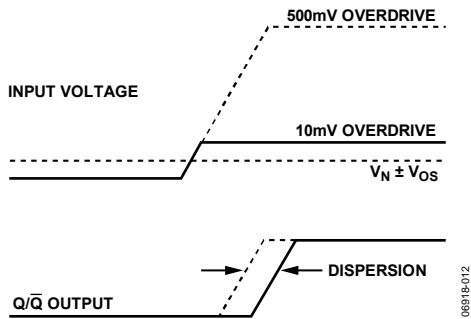 500mV OVERDRIVE
INPUT VOLTAGE
10mV OVERDRIVE
V_N ± V_OS
DISPERSION
Q/Q̅ OUTPUT
06918-012